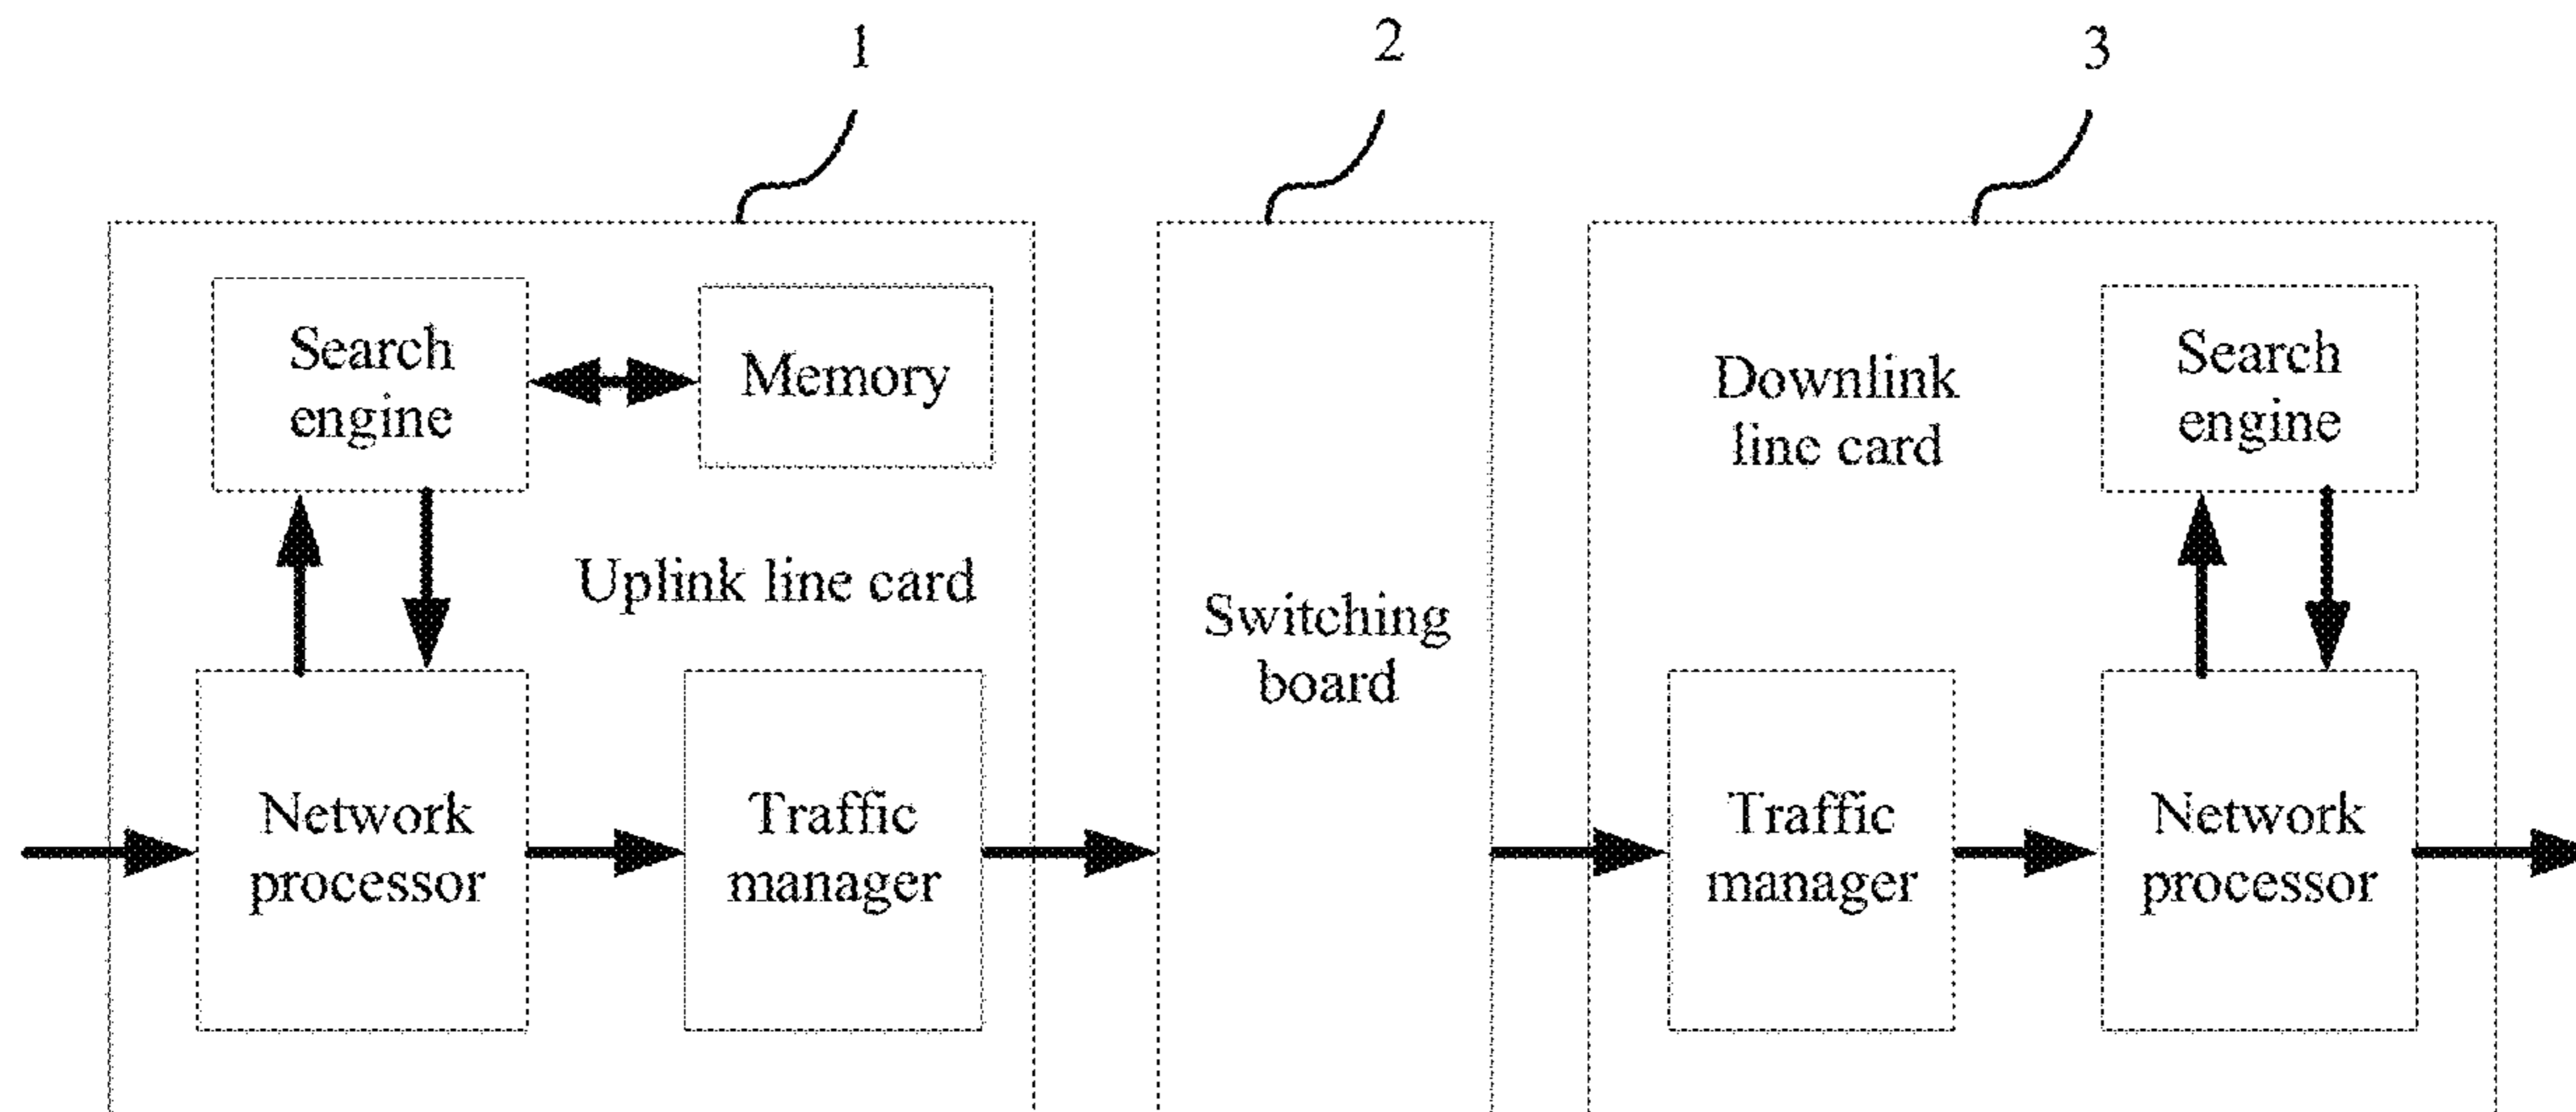 1
2
3
Search
engine
Memory
Uplink line card
Network
processor
Traffic
manager
Switching
board
Downlink
line card
Search
engine
Traffic
manager
Network
processor